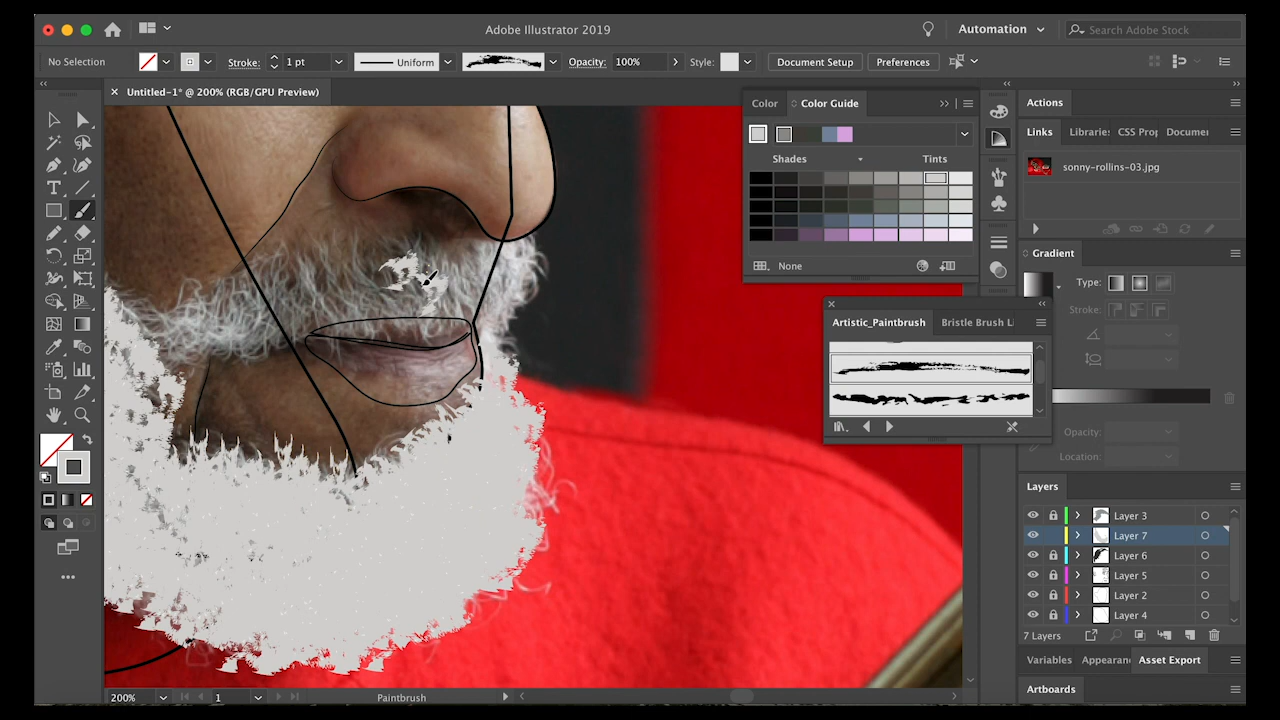 Adobe Illustrator 2019
Automation
Search Adobe Stock
No Selection
Stroke:
1 pt
Uniform
Opacity:
100%
Style:
Document Setup
Preferences
Untitled-1* @ 200% (RGB/GPU Preview)
Color
Color Guide
Shades
Tints
None
Artistic_Paintbrush
Bristle Brush Li
Actions
Links
Libraries
CSS Prop
Documen
sonny-rollins-03.jpg
Gradient
Type:
Stroke:
Opacity:
Location:
Layers
Layer 3
Layer 7
Layer 6
Layer 5
Layer 2
Layer 4
7 Layers
Variables
Appearan
Asset Export
Artboards
200%
1
Paintbrush